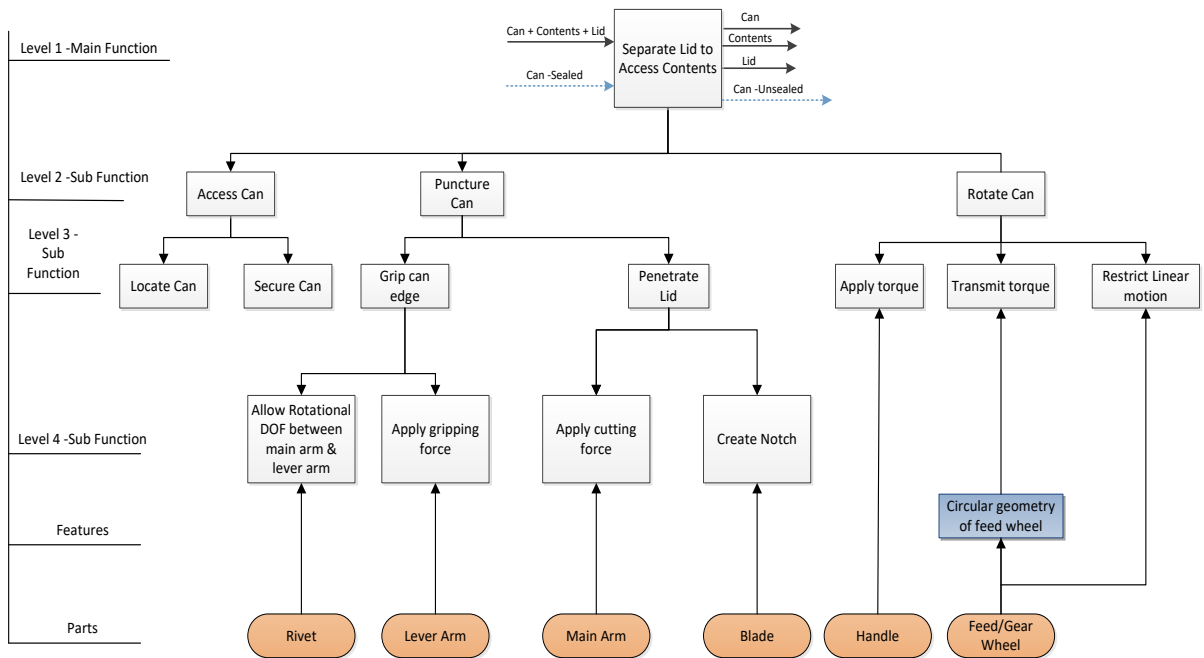 Level 1 -Main Function
Can + Contents + Lid
Can -Sealed
Separate Lid to
Access Contents
Can
Contents
Lid
Can -Unsealed
Level 2 -Sub Function
Access Can
Puncture
Can
Rotate Can
Level 3 -
Sub
Function
Locate Can
Secure Can
Grip can
edge
Penetrate
Lid
Apply torque
Transmit torque
Restrict Linear
motion
Level 4 -Sub Function
Allow Rotational
DOF between
main arm &
lever arm
Apply gripping
force
Apply cutting
force
Create Notch
Features
Circular geometry
of feed wheel
Parts
Rivet
Lever Arm
Main Arm
Blade
Handle
Feed/Gear
Wheel